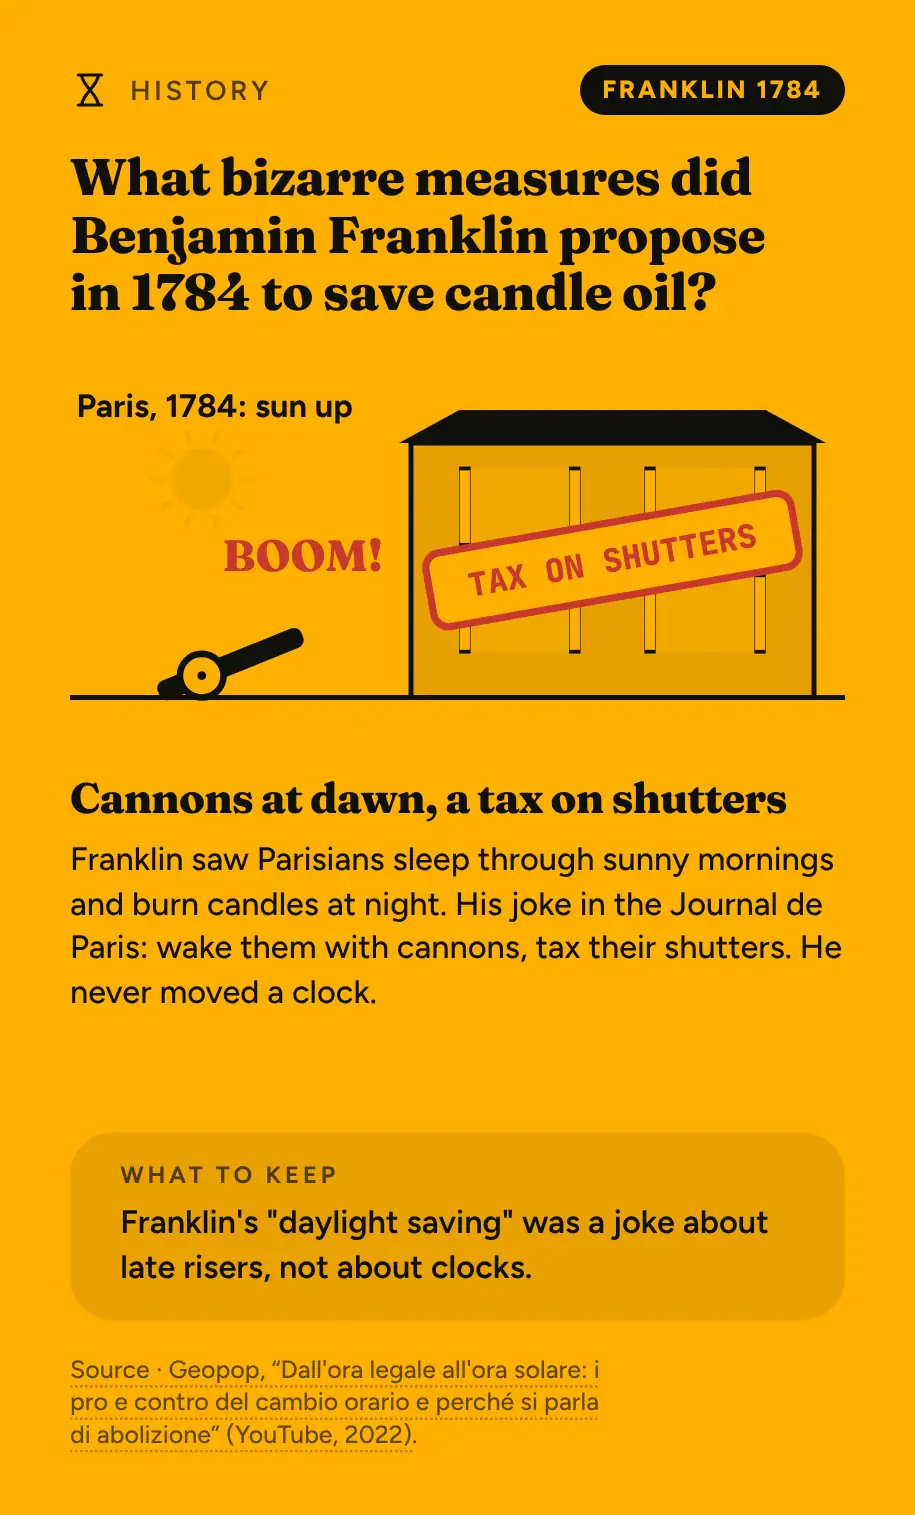 HISTORY
FRANKLIN 1784
What bizarre measures did
Benjamin Franklin propose
in 1784 to save candle oil?
Paris, 1784: sun up
BOOM!
TAX ON SHUTTERS
Cannons at dawn, a tax on shutters
Franklin saw Parisians sleep through sunny mornings
and burn candles at night. His joke in the Journal de
Paris: wake them with cannons, tax their shutters. He
never moved a clock.
WHAT TO KEEP
Franklin's "daylight saving" was a joke about
late risers, not about clocks.
Source · Geopop, “Dall'ora legale all'ora solare: i
pro e contro del cambio orario e perché si parla
di abolizione“ (YouTube, 2022).